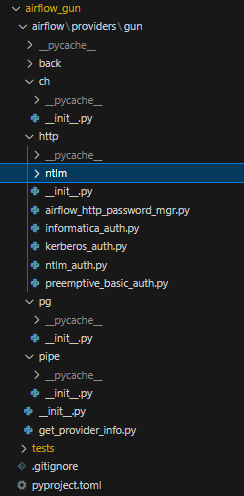 airflow_gun
airflow\providers\gun
__pycache__
back
ch
__pycache__
__init__.py
http
__pycache__
ntlm
__init__.py
airflow_http_password_mgr.py
informatica_auth.py
kerberos_auth.py
ntlm_auth.py
preemptive_basic_auth.py
pg
__pycache__
__init__.py
pipe
__pycache__
__init__.py
__init__.py
get_provider_info.py
tests
.gitignore
pyproject.toml